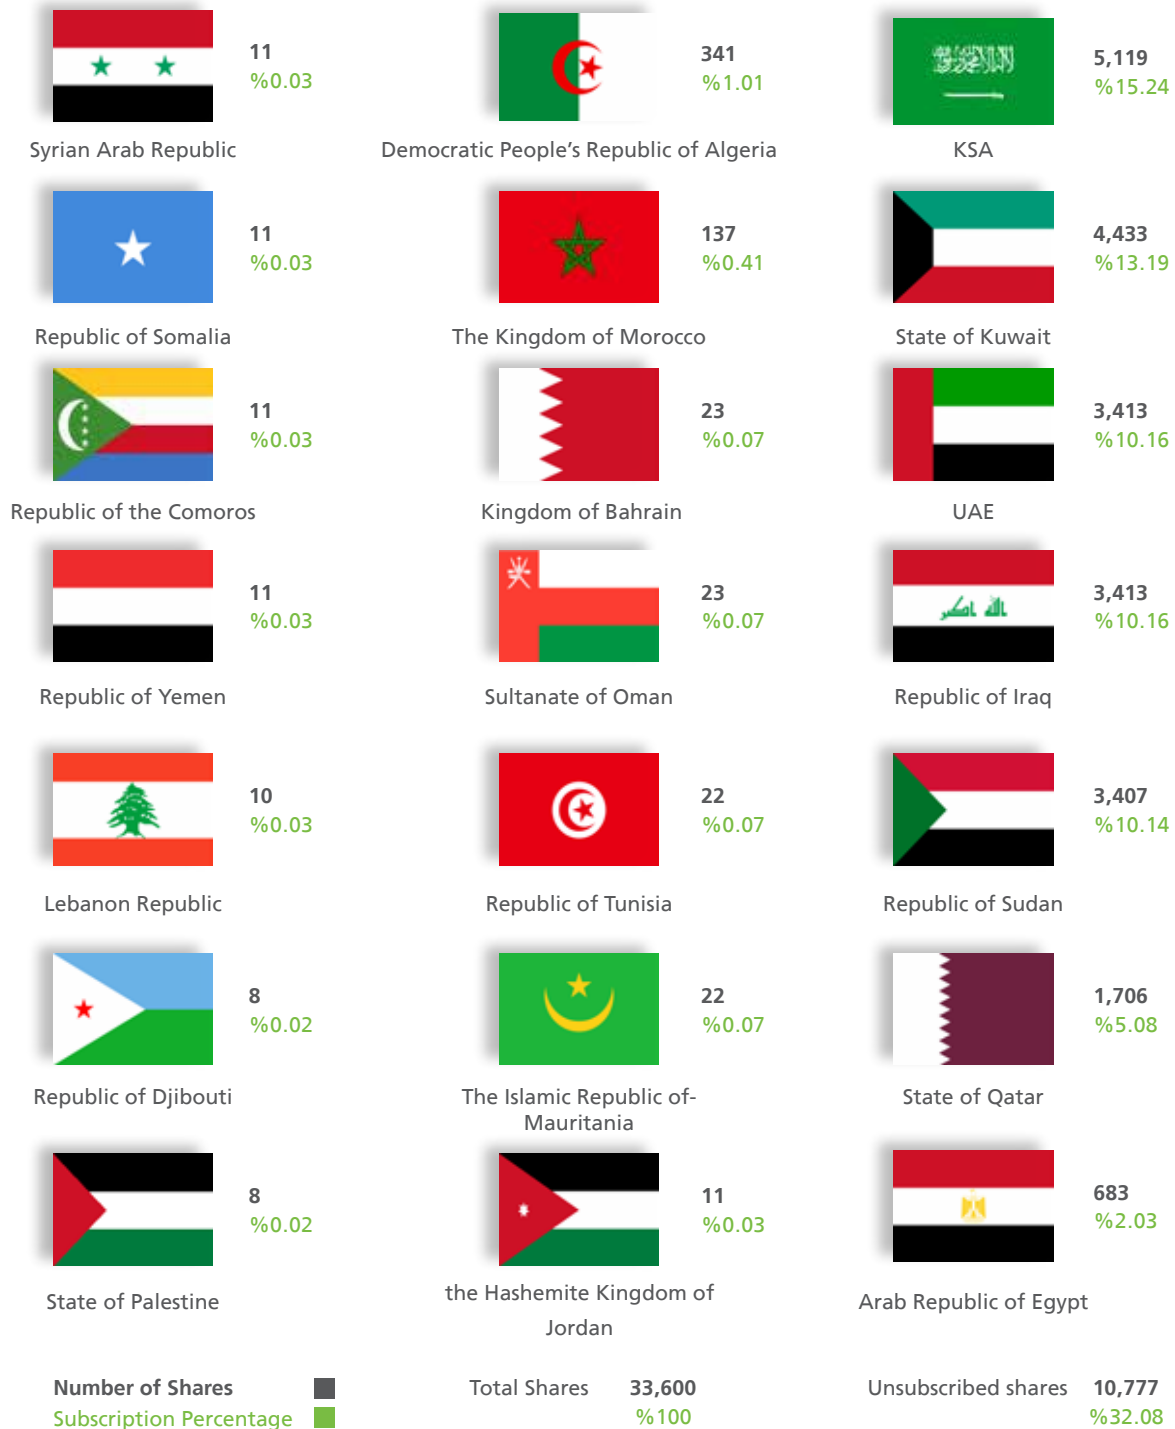 11
%0.03
Syrian Arab Republic
341
%1.01
Democratic People's Republic of Algeria
5,119
%15.24
KSA
11
%0.03
Republic of Somalia
137
%0.41
The Kingdom of Morocco
4,433
%13.19
State of Kuwait
11
%0.03
Republic of the Comoros
23
%0.07
Kingdom of Bahrain
3,413
%10.16
UAE
11
%0.03
Republic of Yemen
23
%0.07
Sultanate of Oman
الله اكبر
3,413
%10.16
Republic of Iraq
10
%0.03
Lebanon Republic
22
%0.07
Republic of Tunisia
3,407
%10.14
Republic of Sudan
8
%0.02
Republic of Djibouti
22
%0.07
The Islamic Republic of-
Mauritania
1,706
%5.08
State of Qatar
8
%0.02
State of Palestine
11
%0.03
the Hashemite Kingdom of
Jordan
683
%2.03
Arab Republic of Egypt
Number of Shares
Subscription Percentage
Total Shares 33,600
%100
Unsubscribed shares 10,777
%32.08